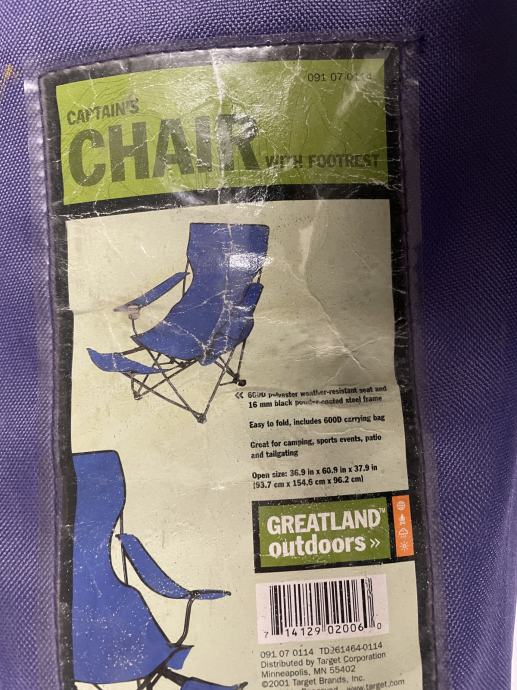 091 07 0114
CAPTAIN'S
CHAIR WITH FOOTREST
« 600D polyester weather-resistant seat and
16 mm black powder-coated steel frame
Easy to fold, includes 600D carrying bag
Great for camping, sports events, patio
and tailgating
Open size: 36.9 in x 60.9 in x 37.9 in
(93.7 cm x 154.6 cm x 96.2 cm)
GREATLAND™
outdoors »
7 14129 02006 0
091 07 0114 TD261464-0114
Distributed by Target Corporation
Minneapolis, MN 55402
©2001 Target Brands, Inc.
www.target.com